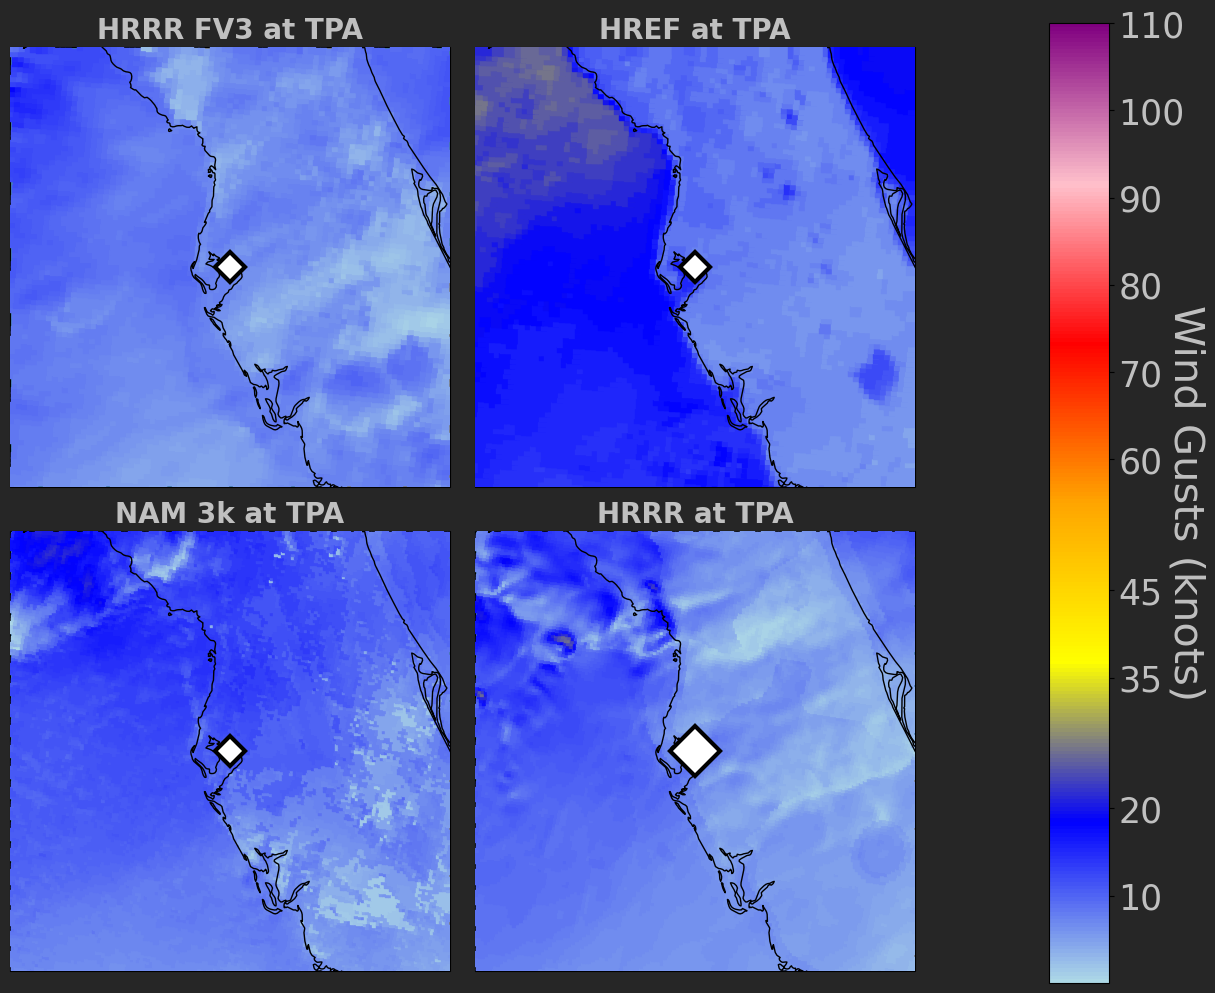 HRRR FV3 at TPA
HREF at TPA
NAM 3k at TPA
HRRR at TPA
110
100
90
80
70
60
45
35
20
10
Wind Gusts (knots)